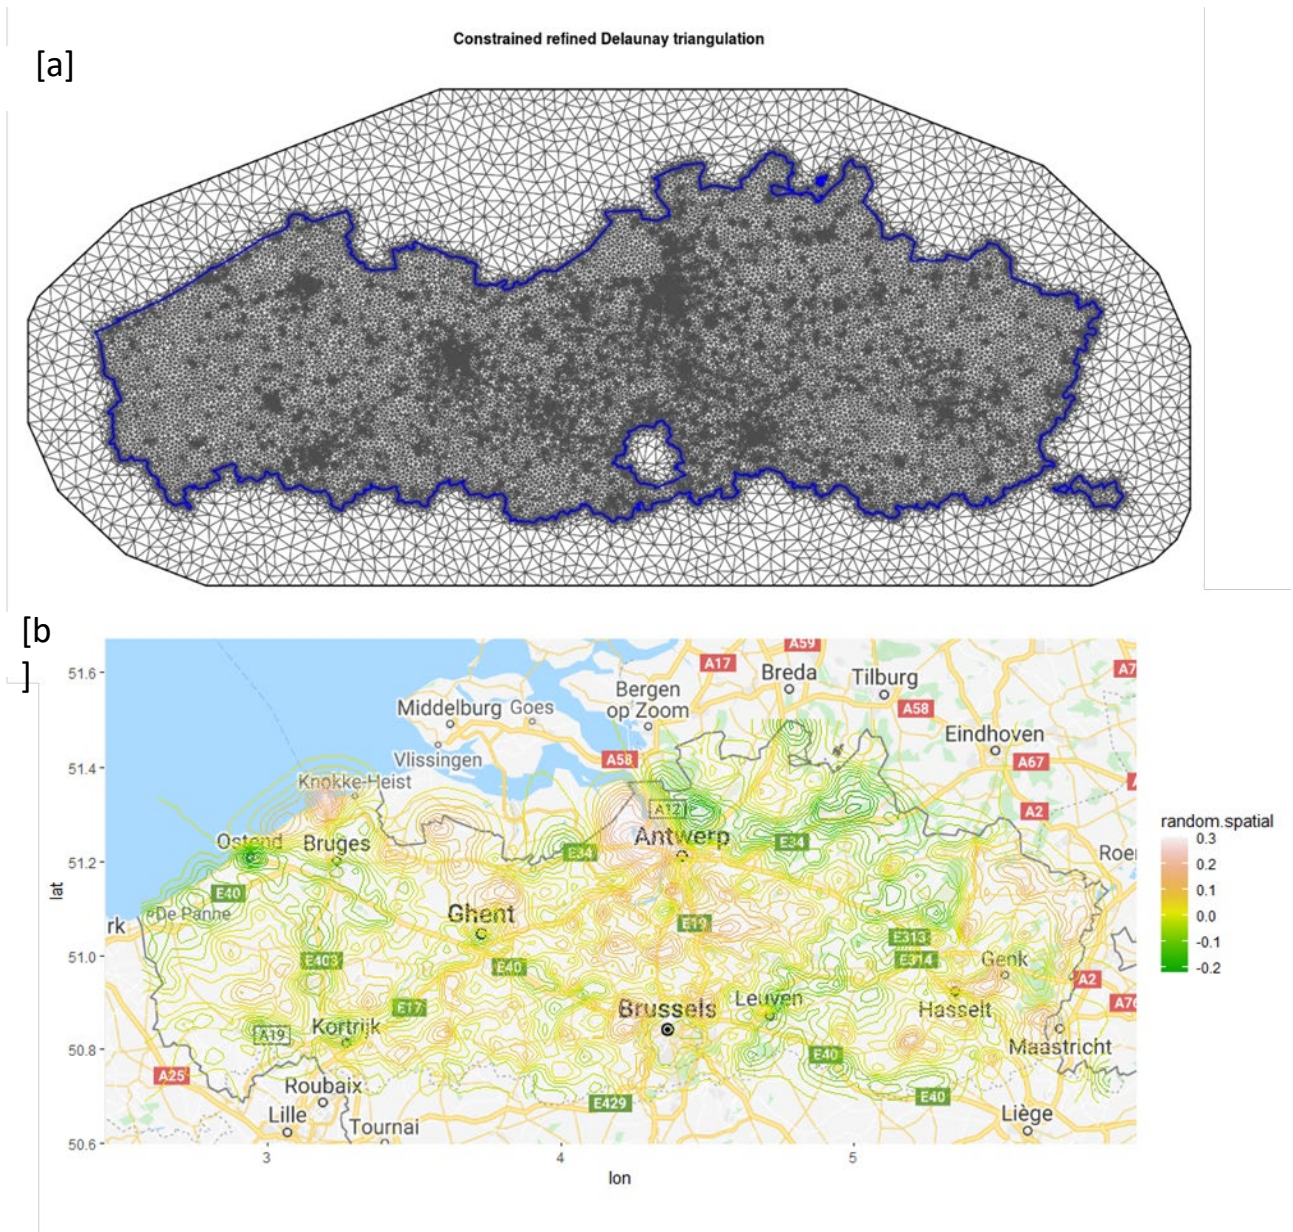 Constrained refined Delaunay triangulation
[a]
[b
]
51.6
51.4
51.2
51.0
50.8
50.6
lat
3
4
5
lon
A59
A17
Breda
Tilburg
A58
Bergen
op Zoom
Middelburg
Goes
Vlissingen
A58
Eindhoven
A67
A2
Knokke-Heist
A12
Ostend
Bruges
Antwerp
E34
E34
Roer
E40
De Panne
rk
Ghent
E19
E313
E403
E40
E314
Genk
A2
E17
Brussels
Leuven
Hasselt
A76
A19
Kortrijk
Maastricht
E40
A25
Roubaix
E429
E40
Lille
Tournai
Liège
random.spatial
0.3
0.2
0.1
0.0
-0.1
-0.2